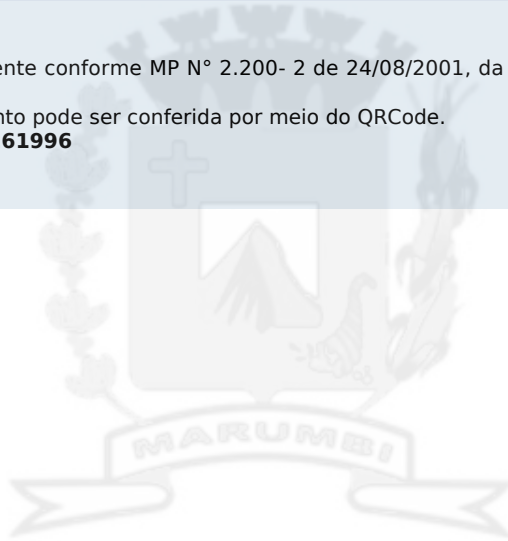 ente conforme MP N° 2.200- 2 de 24/08/2001, da
nto pode ser conferida por meio do QRCode.
61996
MARUMBI